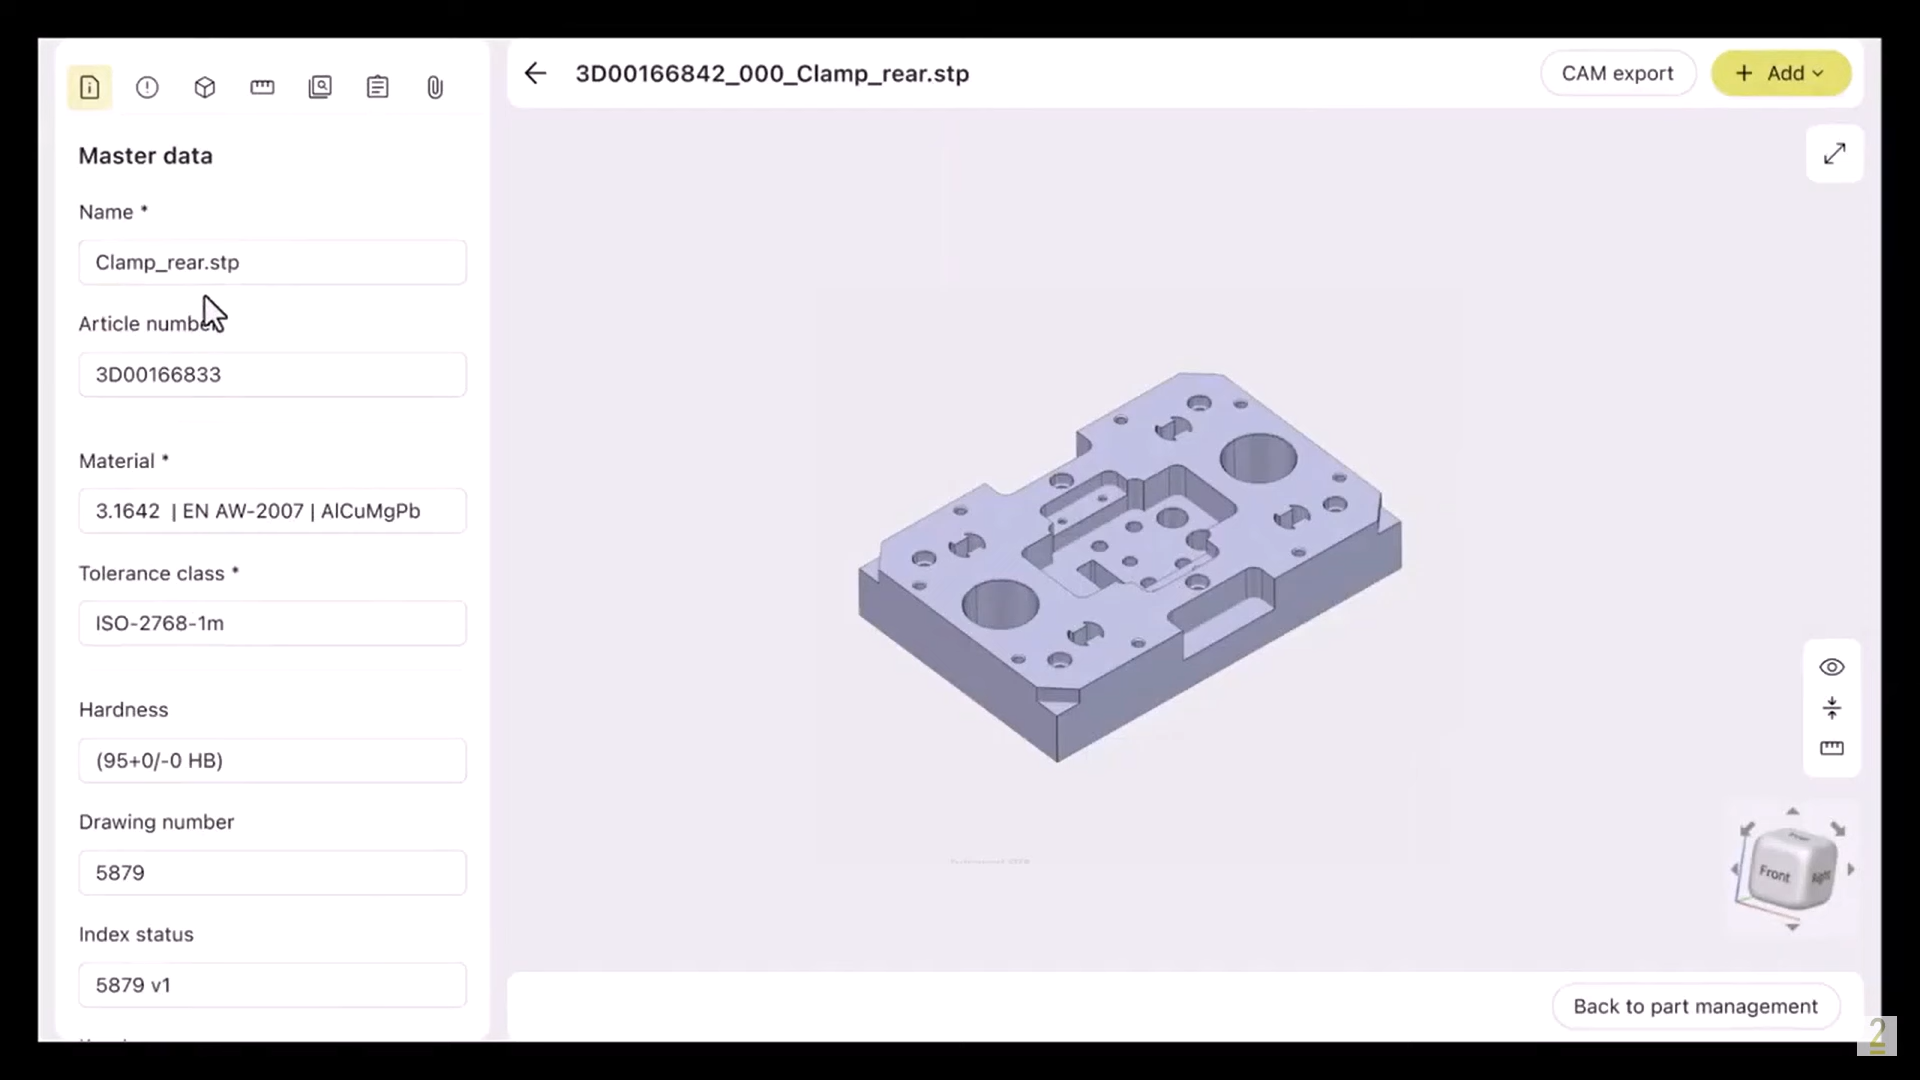 3D00166842_000_Clamp_rear.stp
CAM export
Add
Master data
Name *
Clamp_rear.stp
Article number
3D00166833
Material *
3.1642 | EN AW-2007 | AlCuMgPb
Tolerance class *
ISO-2768-1m
Hardness
(95+0/-0 HB)
Drawing number
5879
Index status
5879 v1
Front
Right
Back to part management
2